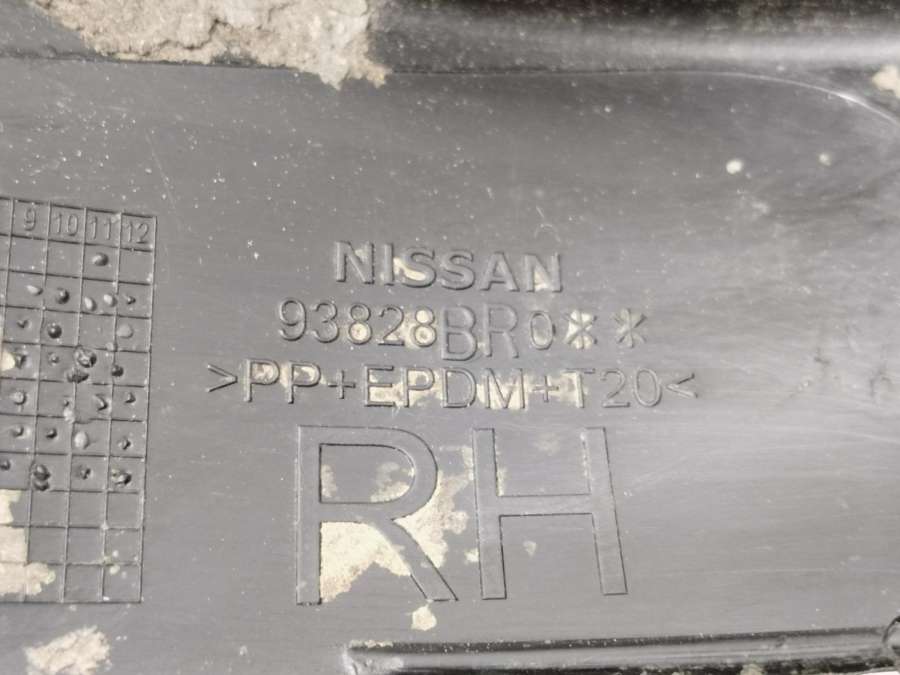 9 10 11 12
NISSAN
93828BR0**
>PP+EPDM+T20<
RH